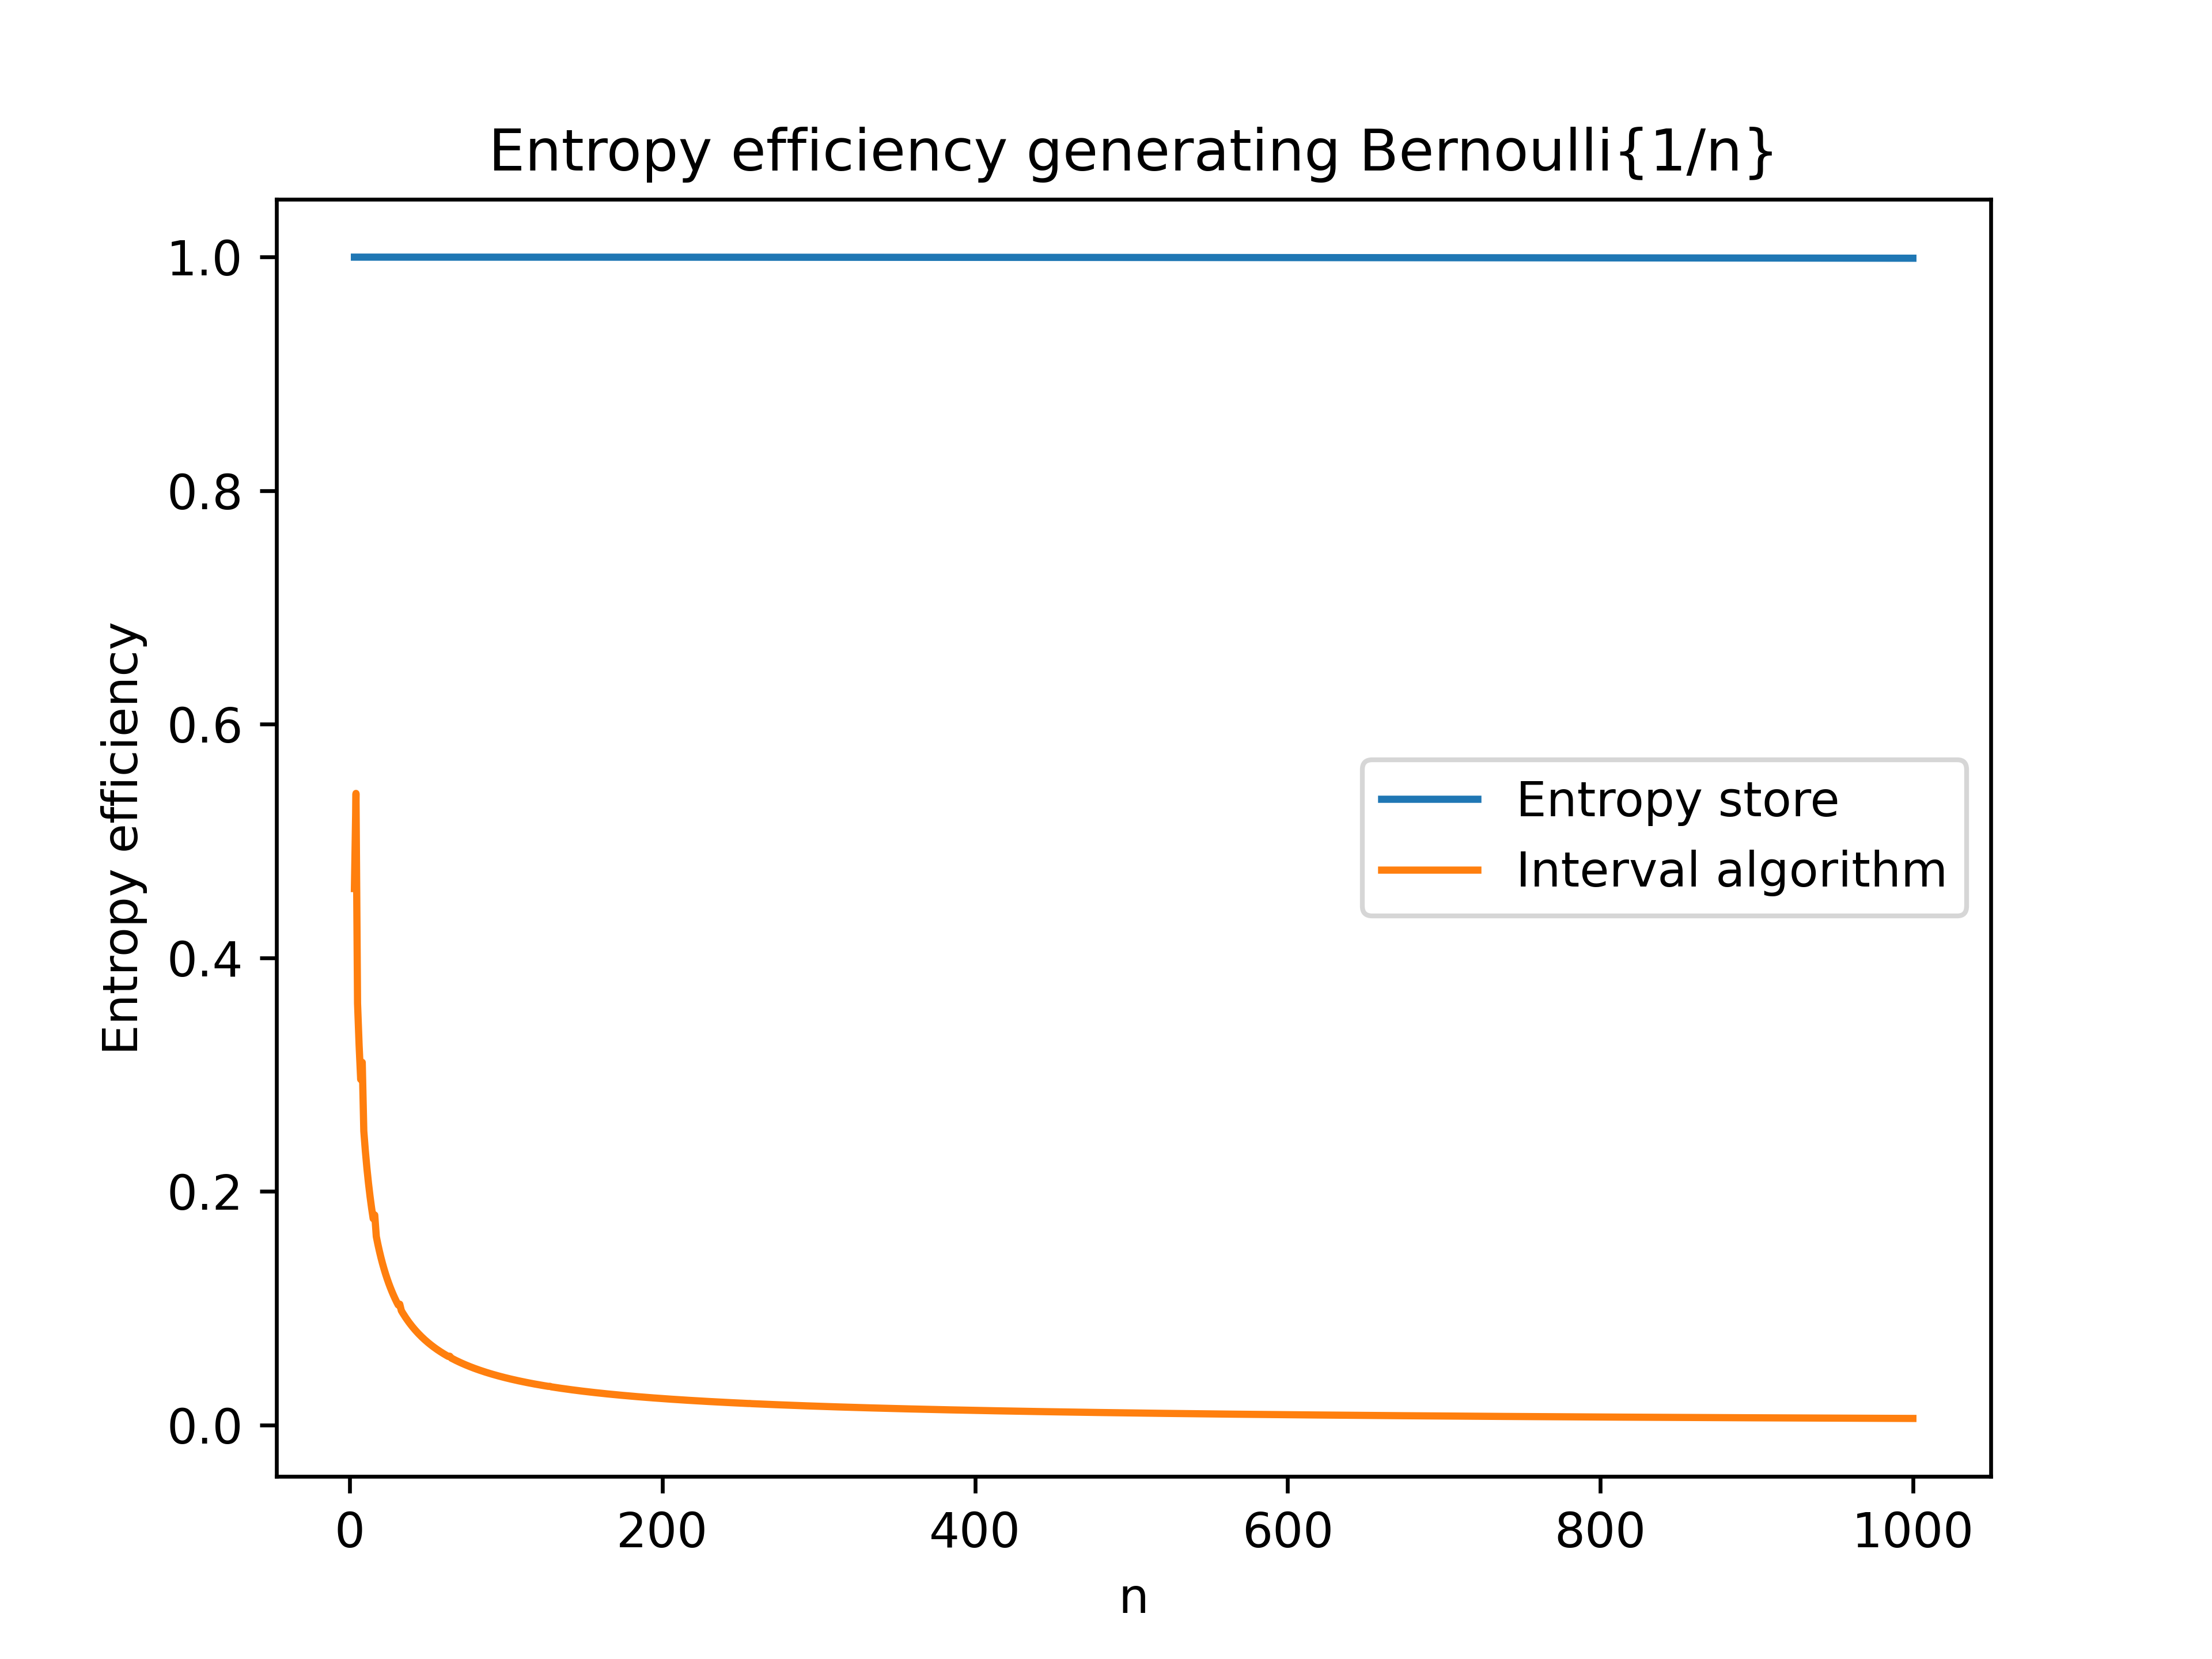 Entropy efficiency generating Bernoulli{1/n}
1.0
0.8
0.6
0.4
0.2
0.0
Entropy efficiency
Entropy store
Interval algorithm
0 200 400 600 800 1000
n